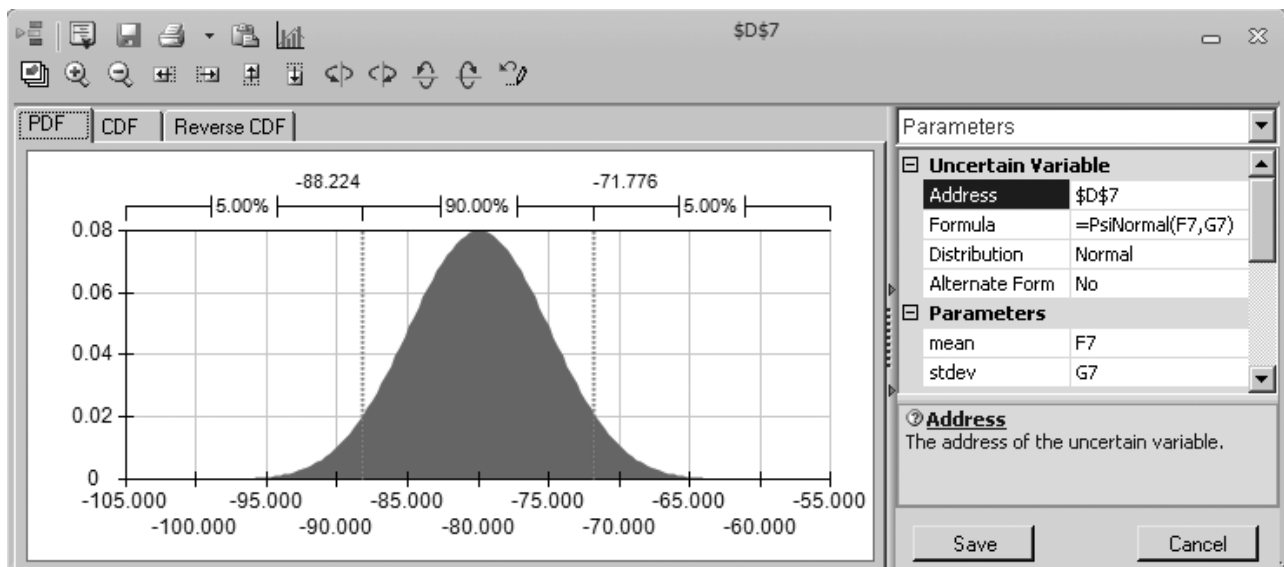 $D$7
PDF CDF Reverse CDF
-88.224 -71.776
5.00% 90.00% 5.00%
0.08
0.06
0.04
0.02
0
-105.000 -95.000 -85.000 -75.000 -65.000 -55.000
-100.000 -90.000 -80.000 -70.000 -60.000
Parameters
Uncertain Variable
Address $D$7
Formula =PsiNormal(F7,G7)
Distribution Normal
Alternate Form No
Parameters
mean F7
stdev G7
Address
The address of the uncertain variable.
Save Cancel